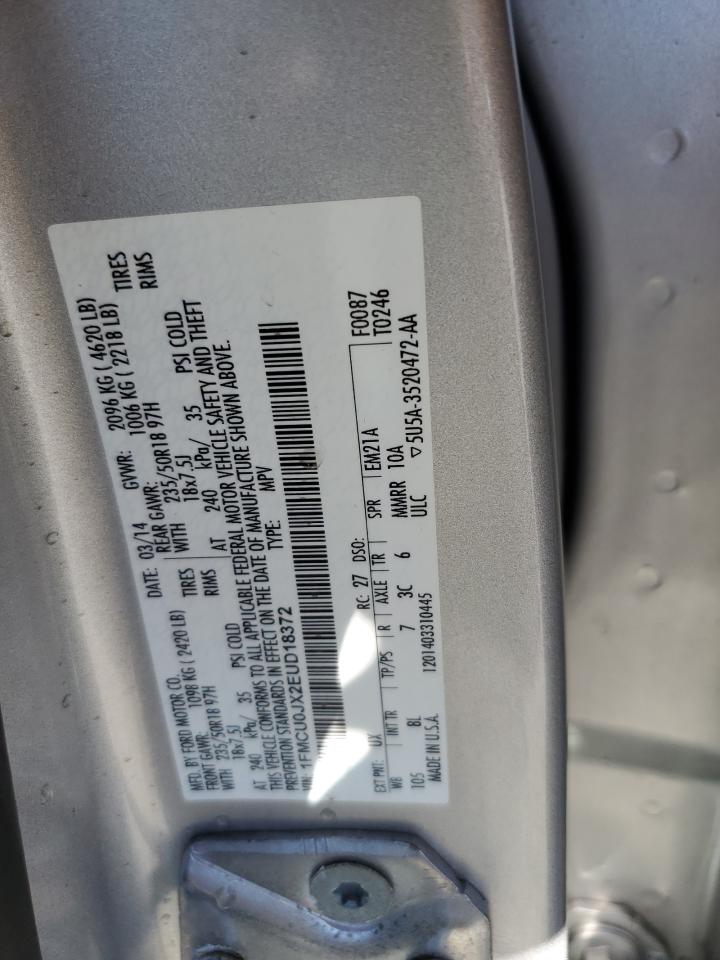 MFD. BY FORD MOTOR CO.
DATE: 03/14 GVWR: 2096 KG ( 4620 LB)
FRONT GAWR: 1098 KG ( 2420 LB) REAR GAWR: 1006 KG ( 2218 LB)
WITH 235/50R18 97H TIRES WITH 235/50R18 97H TIRES
18x7.5J RIMS 18x7.5J RIMS
AT 240 kPa/ 35 PSI COLD AT 240 kPa/ 35 PSI COLD
THIS VEHICLE CONFORMS TO ALL APPLICABLE FEDERAL MOTOR VEHICLE SAFETY AND THEFT
PREVENTION STANDARDS IN EFFECT ON THE DATE OF MANUFACTURE SHOWN ABOVE.
VIN: 1FMCU0JX2EUD18372 TYPE: MPV
EXT PNT: UX RC: 27 DSO: F0087
WB INT TR TP/PS R AXLE TR SPR EM21A T0246
105 8L 7 3C 6 MMRR 10A
MADE IN U.S.A. 1201403310445 ULC ▽5U5A-3520472-AA